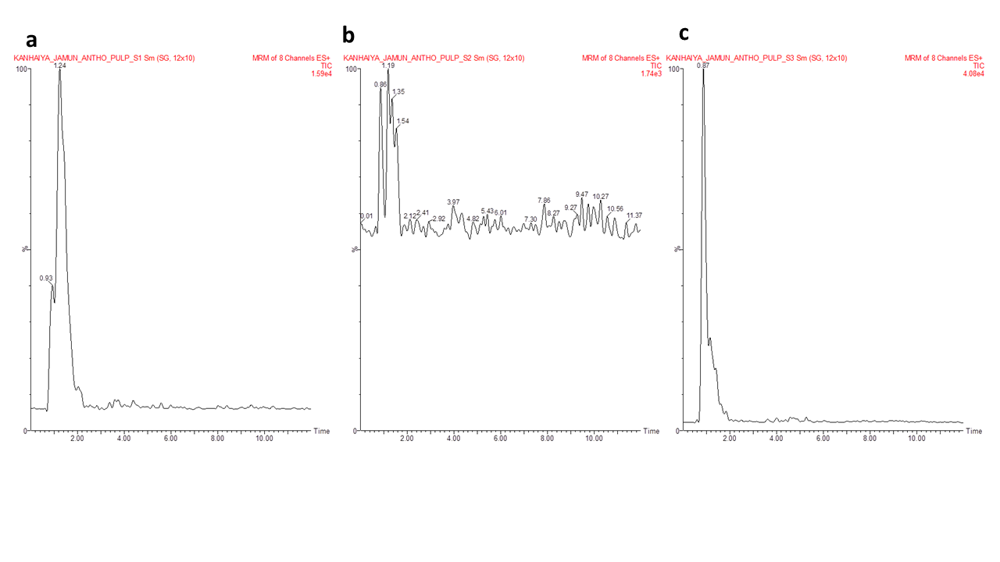 a
KANHAIYA_JAMUN_ANTHO_PULP_S1 Sm (SG, 12x10)
MRM of 8 Channels ES+
TIC
1.59e4
100
1.24
0.93
%
0
2.00
4.00
6.00
8.00
10.00
Time
b
KANHAIYA_JAMUN_ANTHO_PULP_S2 Sm (SG, 12x10)
MRM of 8 Channels ES+
TIC
1.74e3
100
1.19
0.86
1.35
1.54
0.01
2.12
2.41
2.92
3.97
4.82
5.43
6.01
7.30
7.86
8.27
9.27
9.47
10.27
10.56
11.37
%
0
2.00
4.00
6.00
8.00
10.00
Time
c
KANHAIYA_JAMUN_ANTHO_PULP_S3 Sm (SG, 12x10)
MRM of 8 Channels ES+
TIC
4.08e4
100
0.87
%
0
2.00
4.00
6.00
8.00
10.00
Time